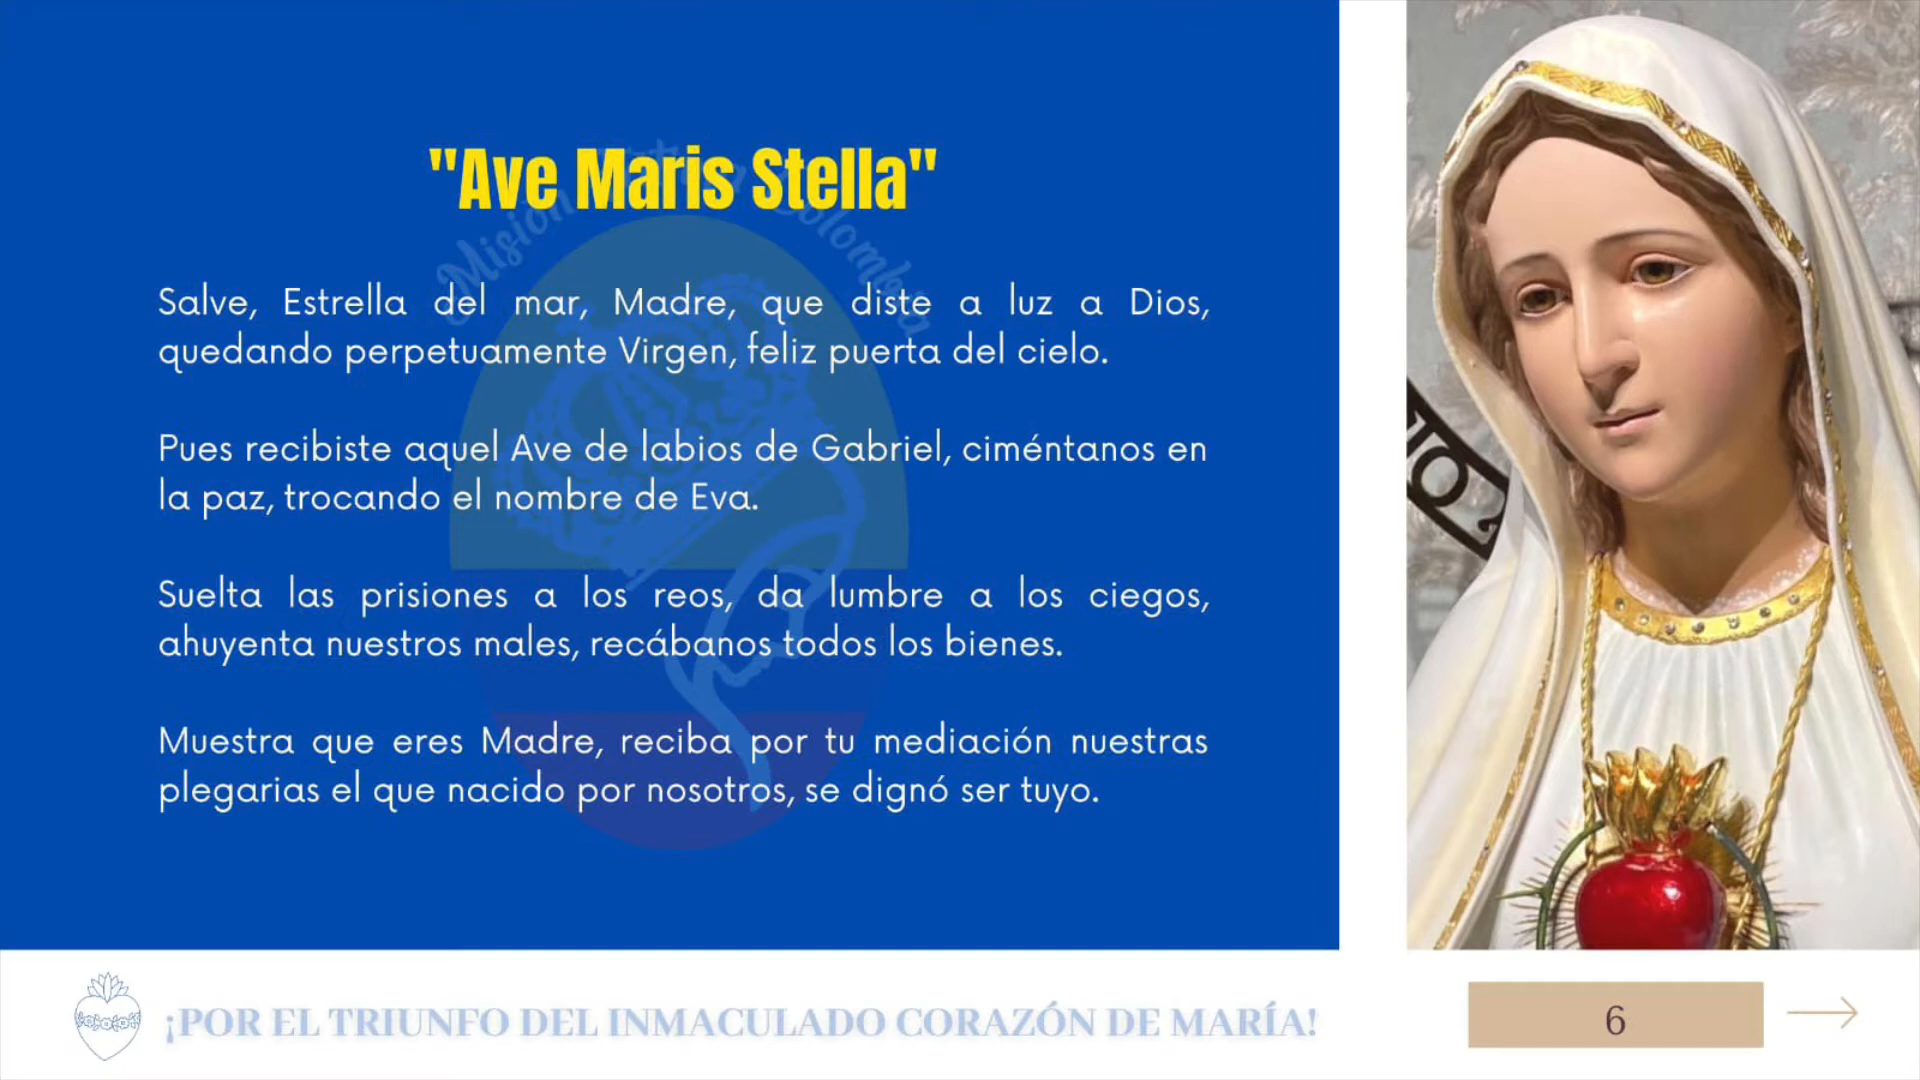 "Ave Maris Stella"
Misión
Colombia
Salve, Estrella del mar, Madre, que diste a luz a Dios,
quedando perpetuamente Virgen, feliz puerta del cielo.
Pues recibiste aquel Ave de labios de Gabriel, ciméntanos en
la paz, trocando el nombre de Eva.
Suelta las prisiones a los reos, da lumbre a los ciegos,
ahuyenta nuestros males, recábanos todos los bienes.
Muestra que eres Madre, reciba por tu mediación nuestras
plegarias el que nacido por nosotros, se dignó ser tuyo.
¡POR EL TRIUNFO DEL INMACULADO CORAZÓN DE MARÍA!
6